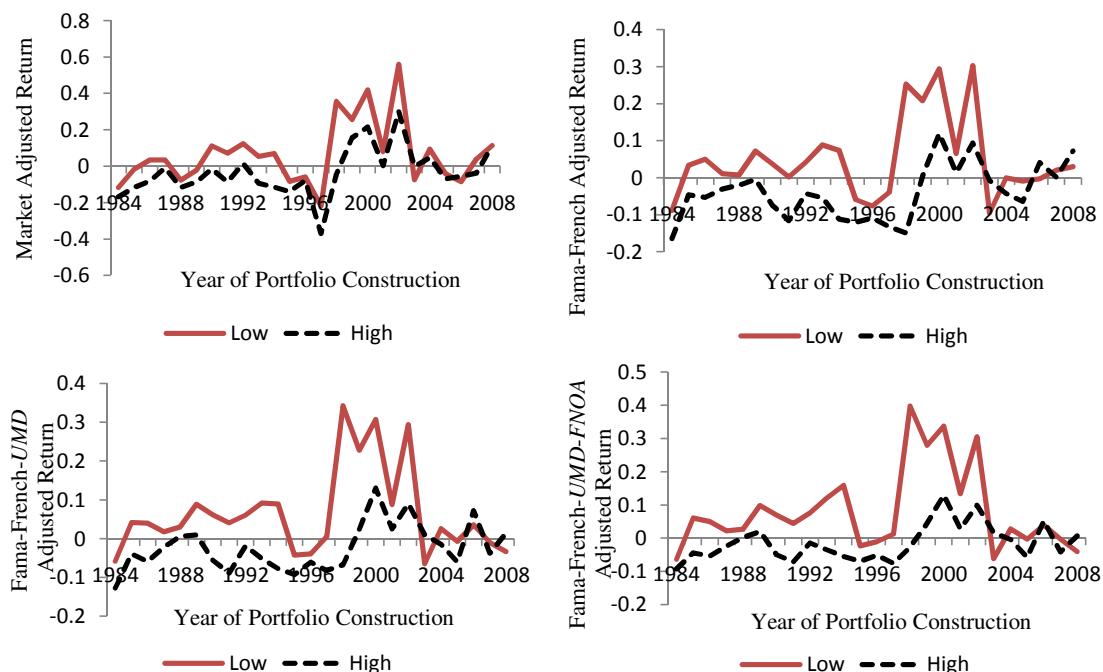 Market Adjusted Return
0.8
0.6
0.4
0.2
0
-0.2
-0.4
-0.6
1984 1988 1992 1996 2000 2004 2008
Year of Portfolio Construction
Low High
Fama-French Adjusted Return
0.4
0.3
0.2
0.1
0
-0.1
-0.2
1984 1988 1992 1996 2000 2004 2008
Year of Portfolio Construction
Low High
Fama-French-UMD
Adjusted Return
0.4
0.3
0.2
0.1
0
-0.1
-0.2
1984 1988 1992 1996 2000 2004 2008
Year of Portfolio Construction
Low High
Fama-French-UMD-FNOA
Adjusted Return
0.5
0.4
0.3
0.2
0.1
0
-0.1
-0.2
1984 1988 1992 1996 2000 2004 2008
Year of Portfolio Construction
Low High